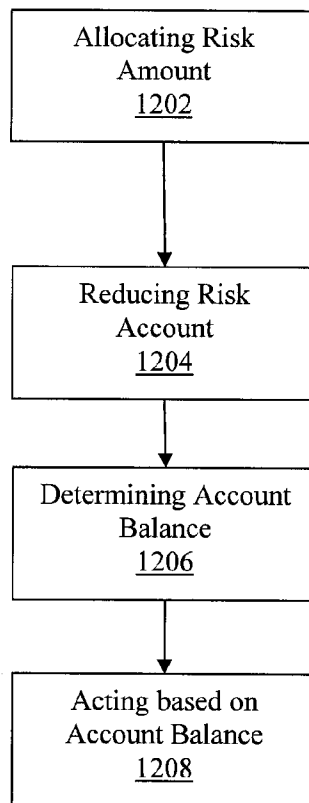 Allocating Risk
Amount
1202
Reducing Risk
Account
1204
Determining Account
Balance
1206
Acting based on
Account Balance
1208